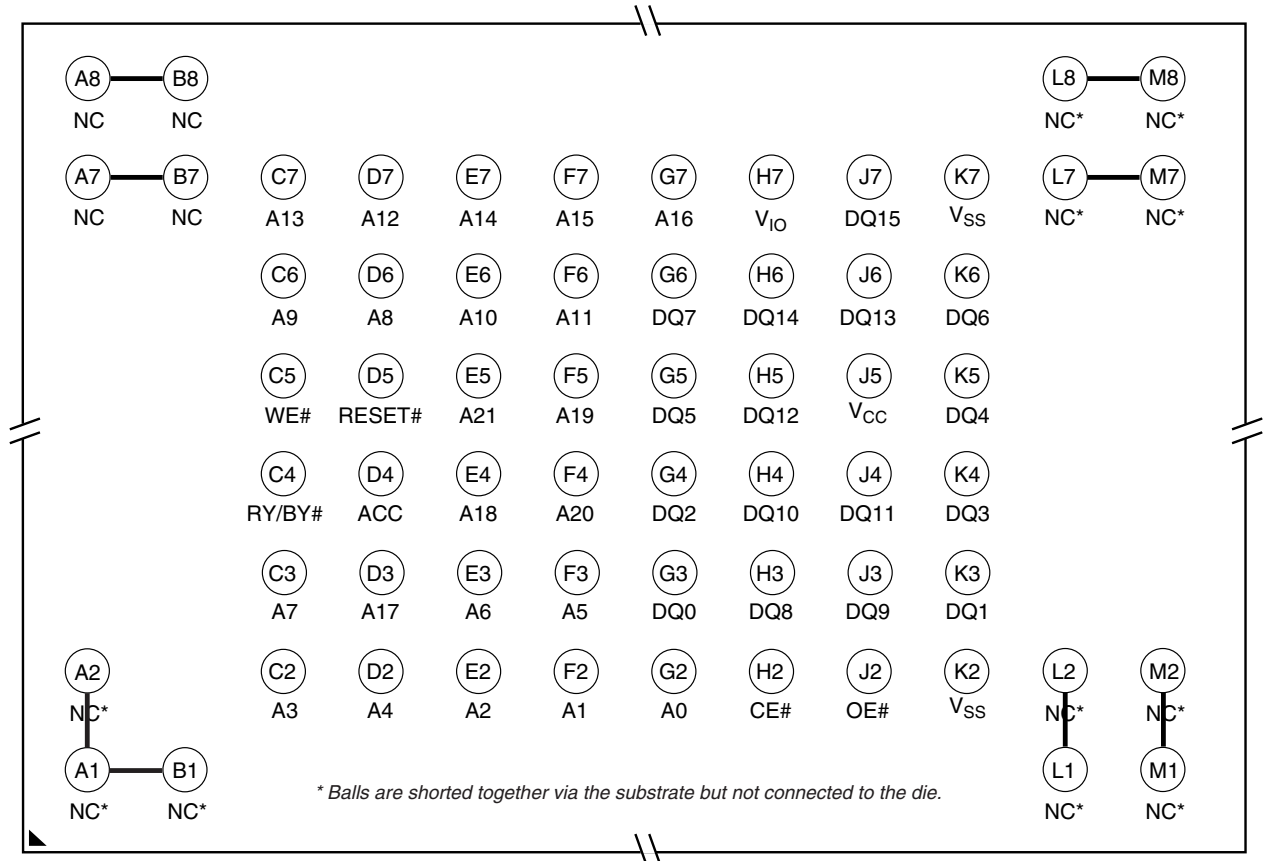 A8 B8 L8 M8
NC NC NC* NC*
A7 B7 C7 D7 E7 F7 G7 H7 J7 K7 L7 M7
NC NC A13 A12 A14 A15 A16 VIO DQ15 VSS NC* NC*
C6 D6 E6 F6 G6 H6 J6 K6
A9 A8 A10 A11 DQ7 DQ14 DQ13 DQ6
C5 D5 E5 F5 G5 H5 J5 K5
WE# RESET# A21 A19 DQ5 DQ12 VCC DQ4
C4 D4 E4 F4 G4 H4 J4 K4
RY/BY# ACC A18 A20 DQ2 DQ10 DQ11 DQ3
C3 D3 E3 F3 G3 H3 J3 K3
A7 A17 A6 A5 DQ0 DQ8 DQ9 DQ1
A2 C2 D2 E2 F2 G2 H2 J2 K2 L2 M2
NC* A3 A4 A2 A1 A0 CE# OE# VSS NC* NC*
A1 B1 L1 M1
NC* NC* * Balls are shorted together via the substrate but not connected to the die. NC* NC*